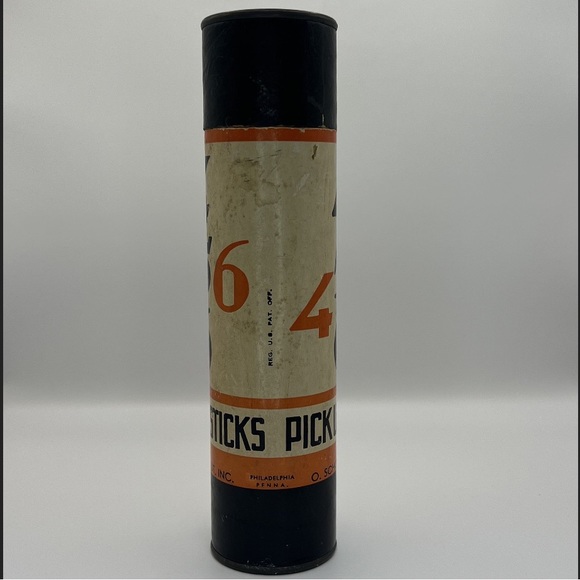 6
4
REG. U.S. PAT. OFF.
STICKS PICK
INC.
PHILADELPHIA
PENNA.
O. SC